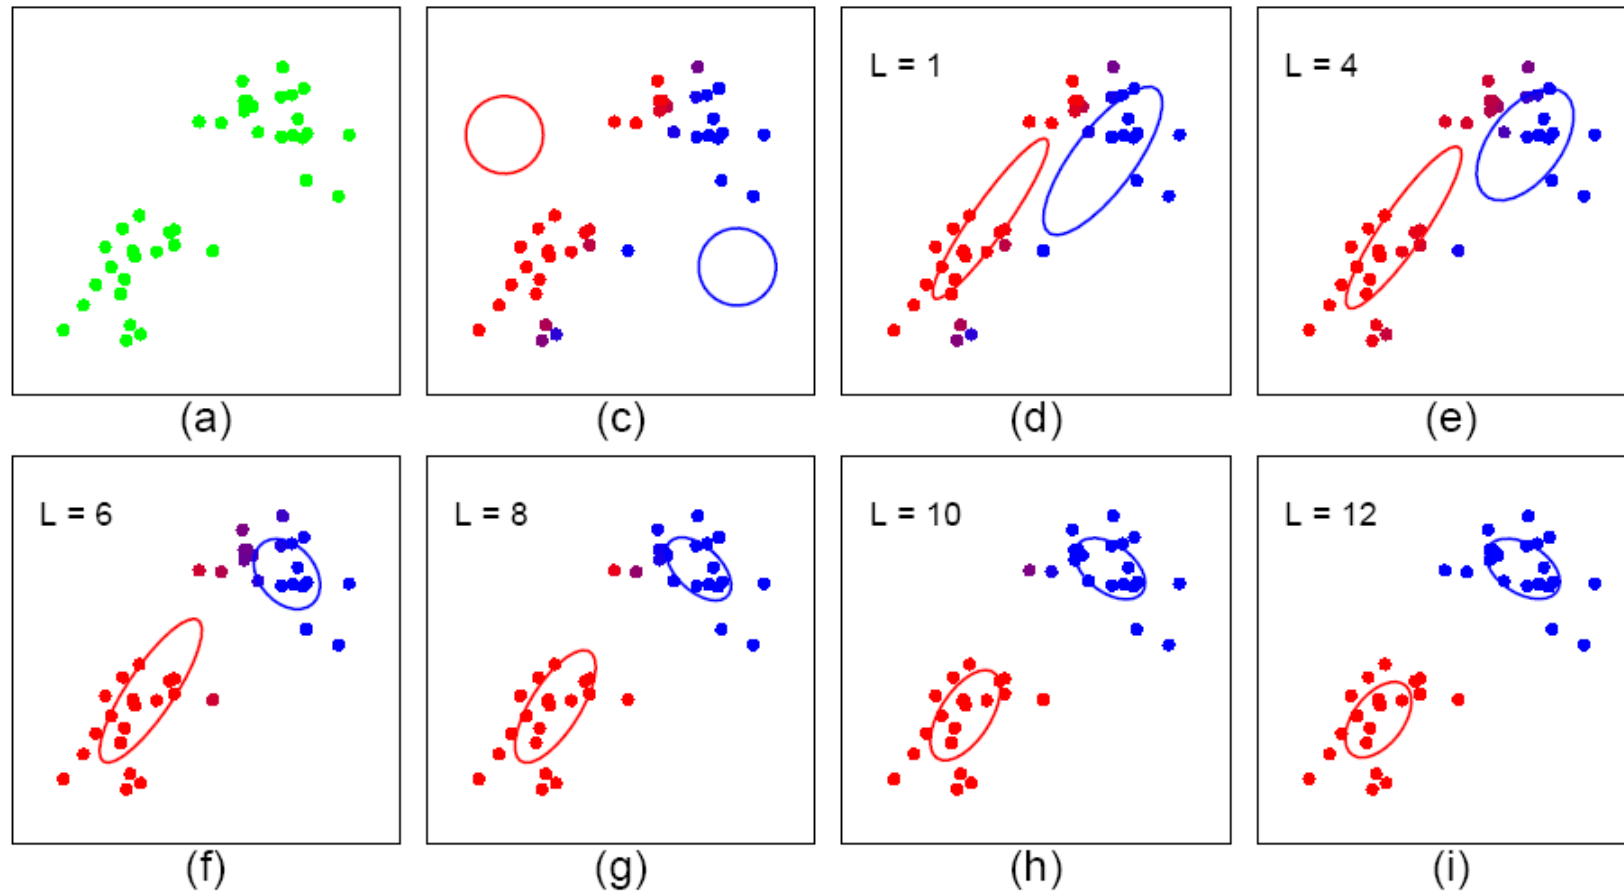 L = 1
L = 4
(a)
(c)
(d)
(e)
L = 6
L = 8
L = 10
L = 12
(f)
(g)
(h)
(i)